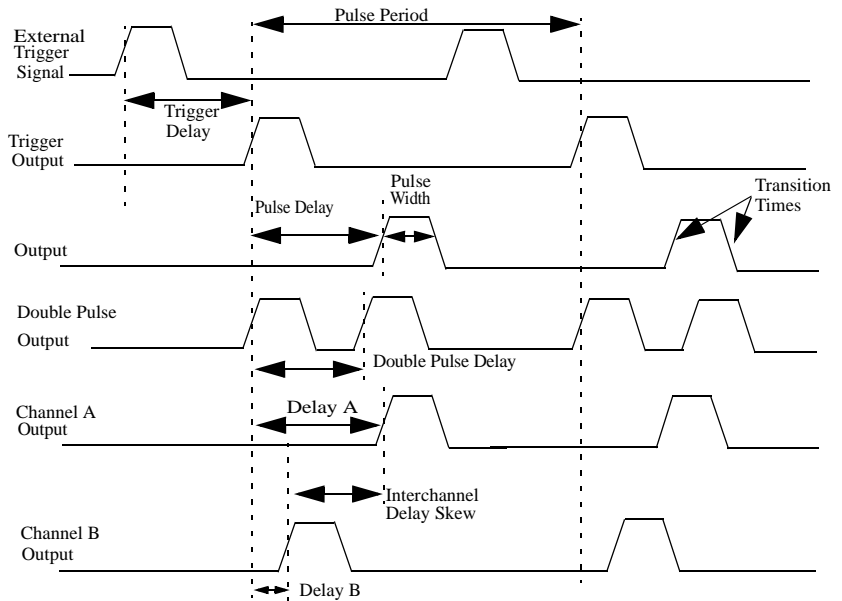 Pulse Period
External
Trigger
Signal
Trigger
Delay
Trigger
Output
Pulse
Width
Transition
Times
Pulse Delay
Output
Double Pulse
Output
Double Pulse Delay
Channel A
Output
Delay A
Interchannel
Delay Skew
Channel B
Output
Delay B